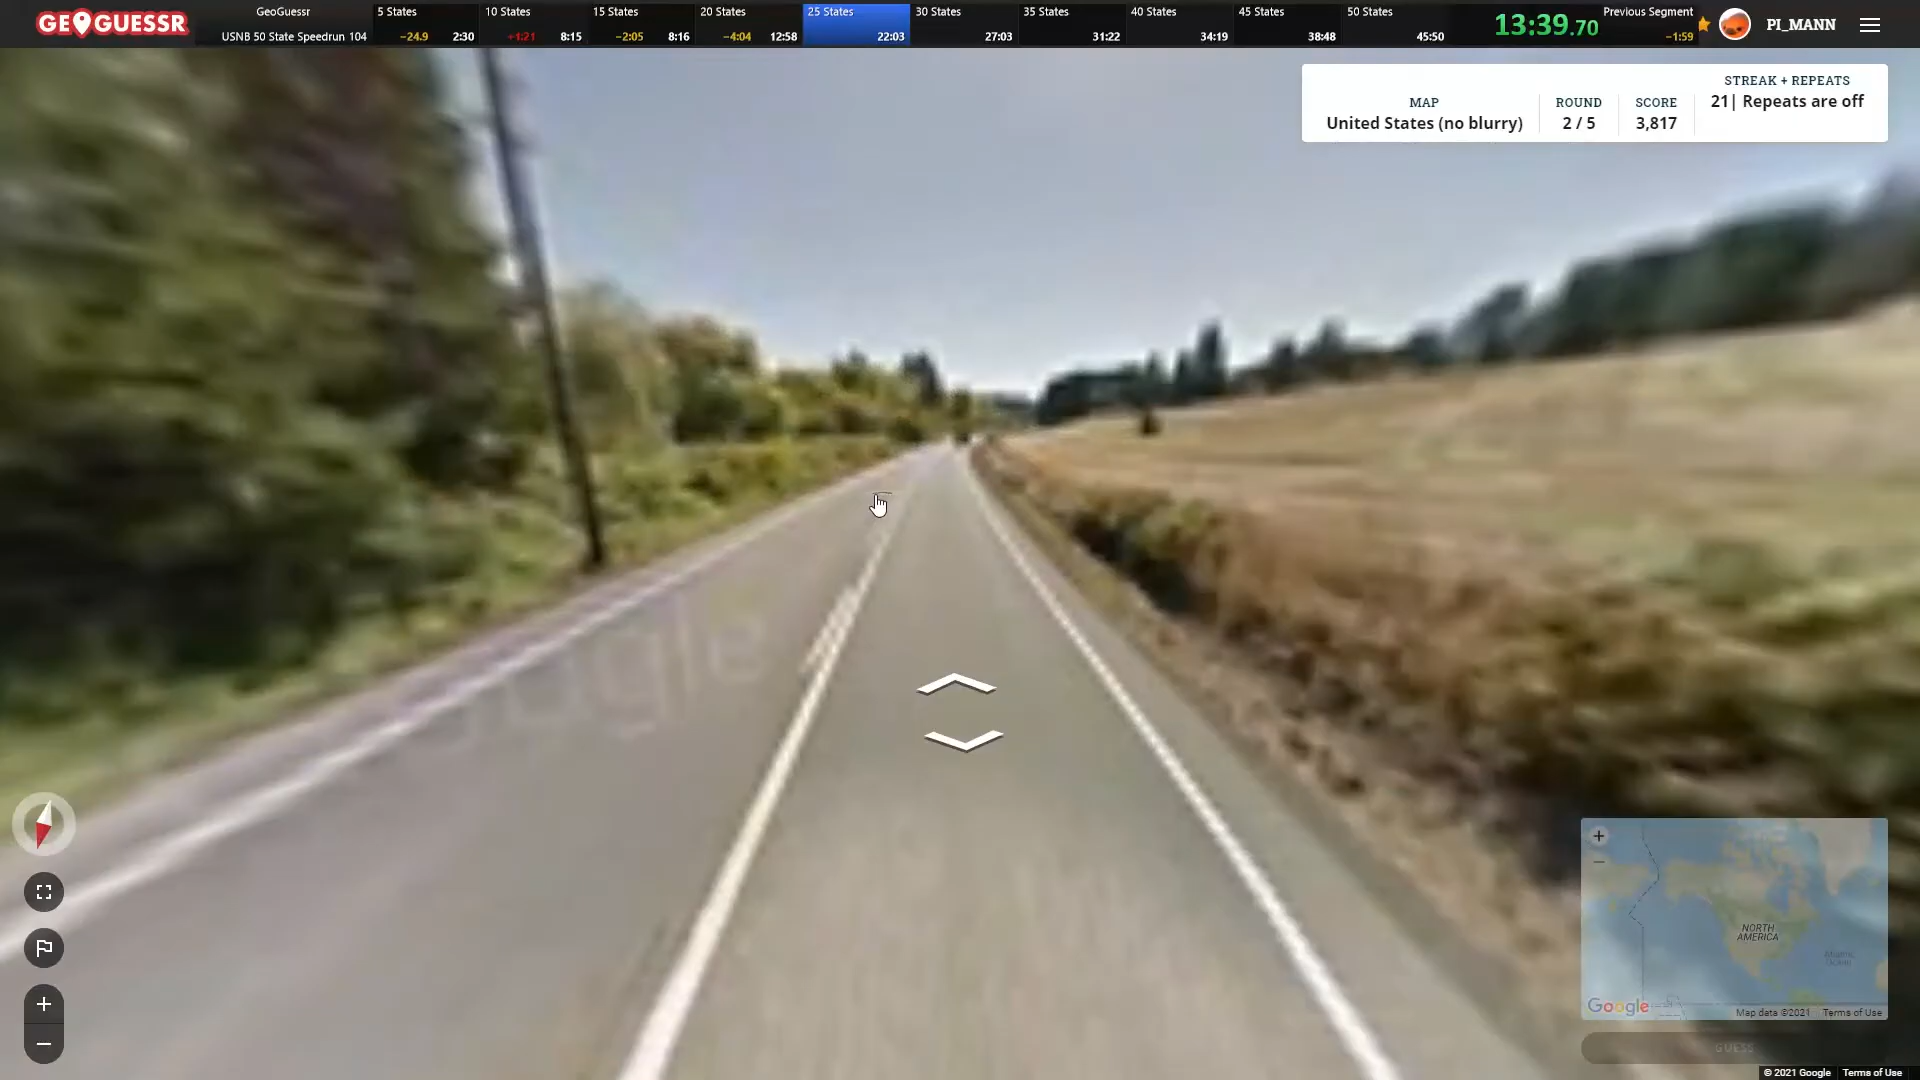 GEOGUESSR
GeoGuessr
USNB 50 State Speedrun 104
5 States
−24.9 2:30
10 States
+1:21 8:15
15 States
−2:05 8:16
20 States
−4:04 12:58
25 States
22:03
30 States
27:03
35 States
31:22
40 States
34:19
45 States
38:48
50 States
45:50
13:39.70
Previous Segment
−1:59
PI_MANN
MAP
United States (no blurry)
ROUND
2 / 5
SCORE
3,817
STREAK + REPEATS
21| Repeats are off
Google
NORTH
AMERICA
Google
Map data ©2021 Terms of Use
GUESS
© 2021 Google Terms of Use